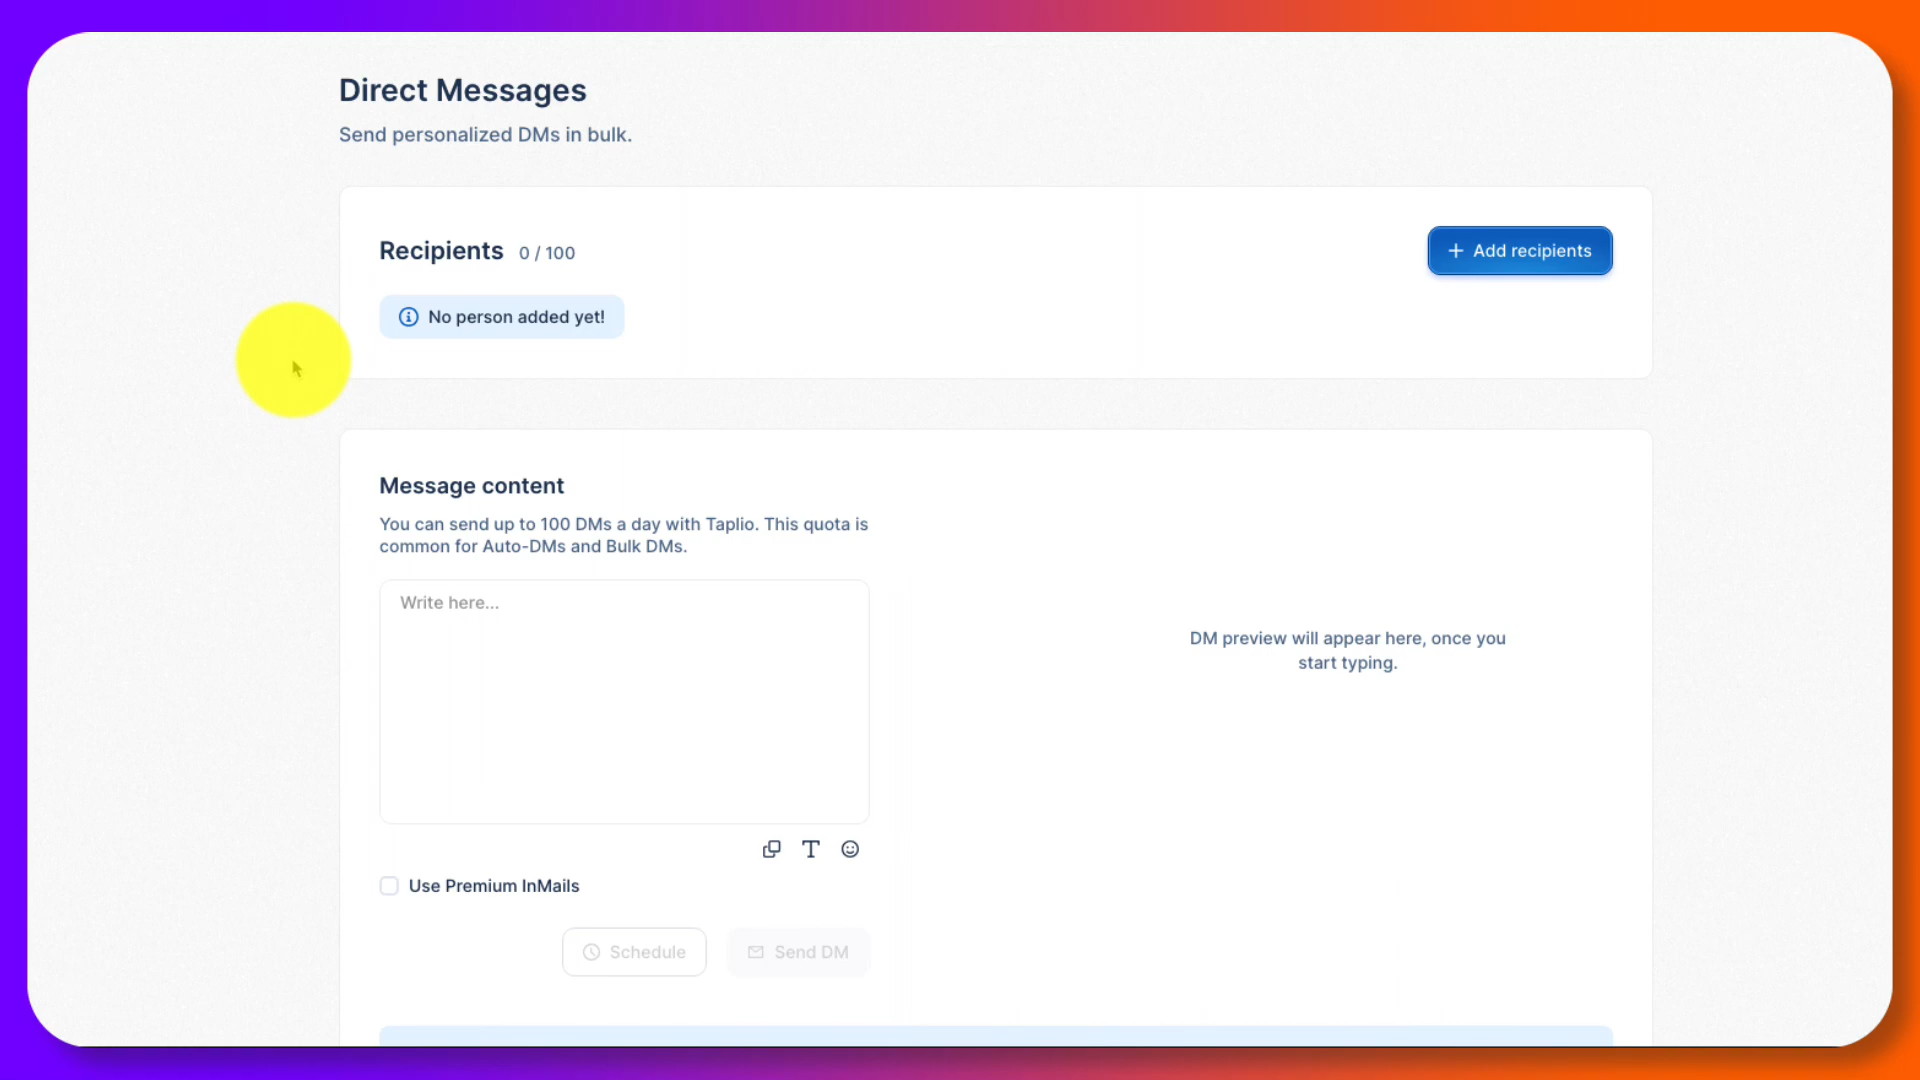 Direct Messages
Send personalized DMs in bulk.
Recipients 0 / 100
+ Add recipients
No person added yet!
Message content
You can send up to 100 DMs a day with Taplio. This quota is
common for Auto-DMs and Bulk DMs.
Write here...
DM preview will appear here, once you
start typing.
Use Premium InMails
Schedule
Send DM